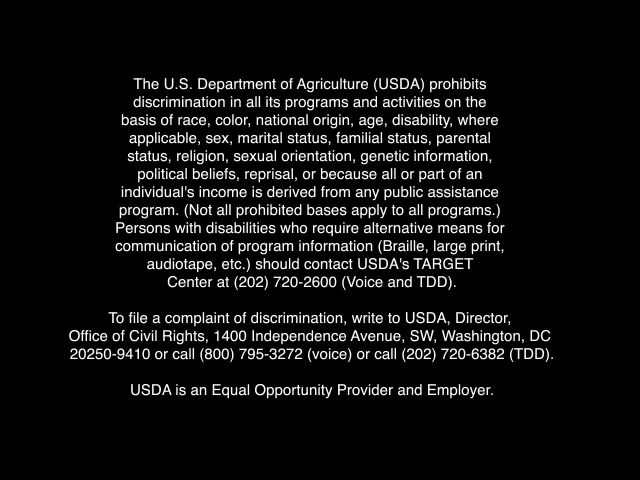 The U.S. Department of Agriculture (USDA) prohibits
discrimination in all its programs and activities on the
basis of race, color, national origin, age, disability, where
applicable, sex, marital status, familial status, parental
status, religion, sexual orientation, genetic information,
political beliefs, reprisal, or because all or part of an
individual's income is derived from any public assistance
program. (Not all prohibited bases apply to all programs.)
Persons with disabilities who require alternative means for
communication of program information (Braille, large print,
audiotape, etc.) should contact USDA's TARGET
Center at (202) 720-2600 (Voice and TDD).
To file a complaint of discrimination, write to USDA, Director,
Office of Civil Rights, 1400 Independence Avenue, SW, Washington, DC
20250-9410 or call (800) 795-3272 (voice) or call (202) 720-6382 (TDD).
USDA is an Equal Opportunity Provider and Employer.